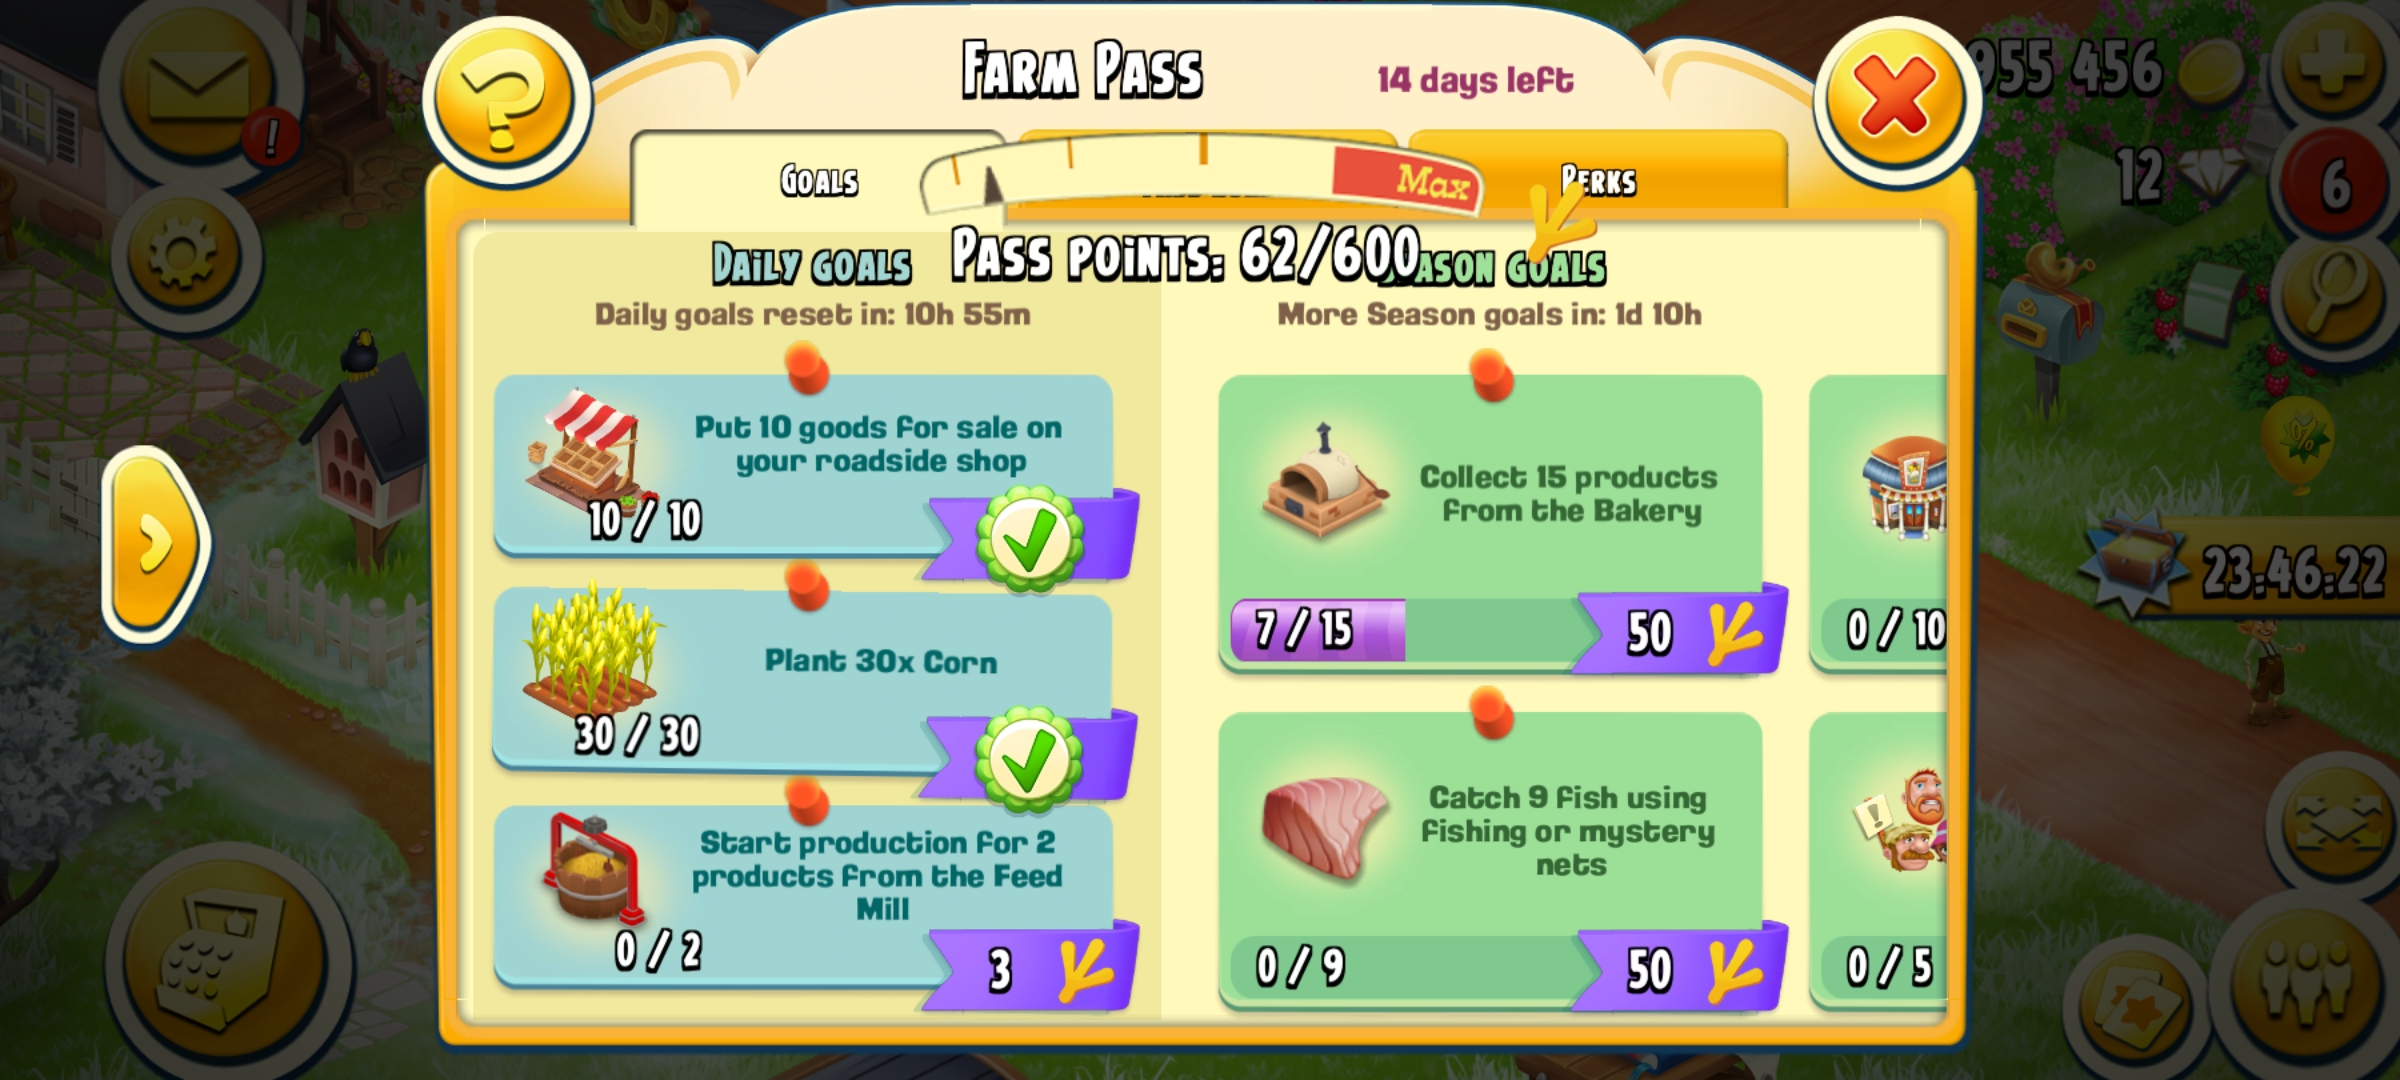 FARM PASS
14 days left
955 456
12
6
!
GOALS
Max
PERKS
DAILY GOALS
PASS POINTS: 62/600
ASON GOALS
Daily goals reset in: 10h 55m
More Season goals in: 1d 10h
Put 10 goods for sale on
your roadside shop
10 / 10
Plant 30x Corn
30 / 30
Start production for 2
products from the Feed
Mill
0 / 2
3
Collect 15 products
from the Bakery
7 / 15
50
0 / 10
Catch 9 fish using
fishing or mystery
nets
0 / 9
50
0 / 5
23:46:22